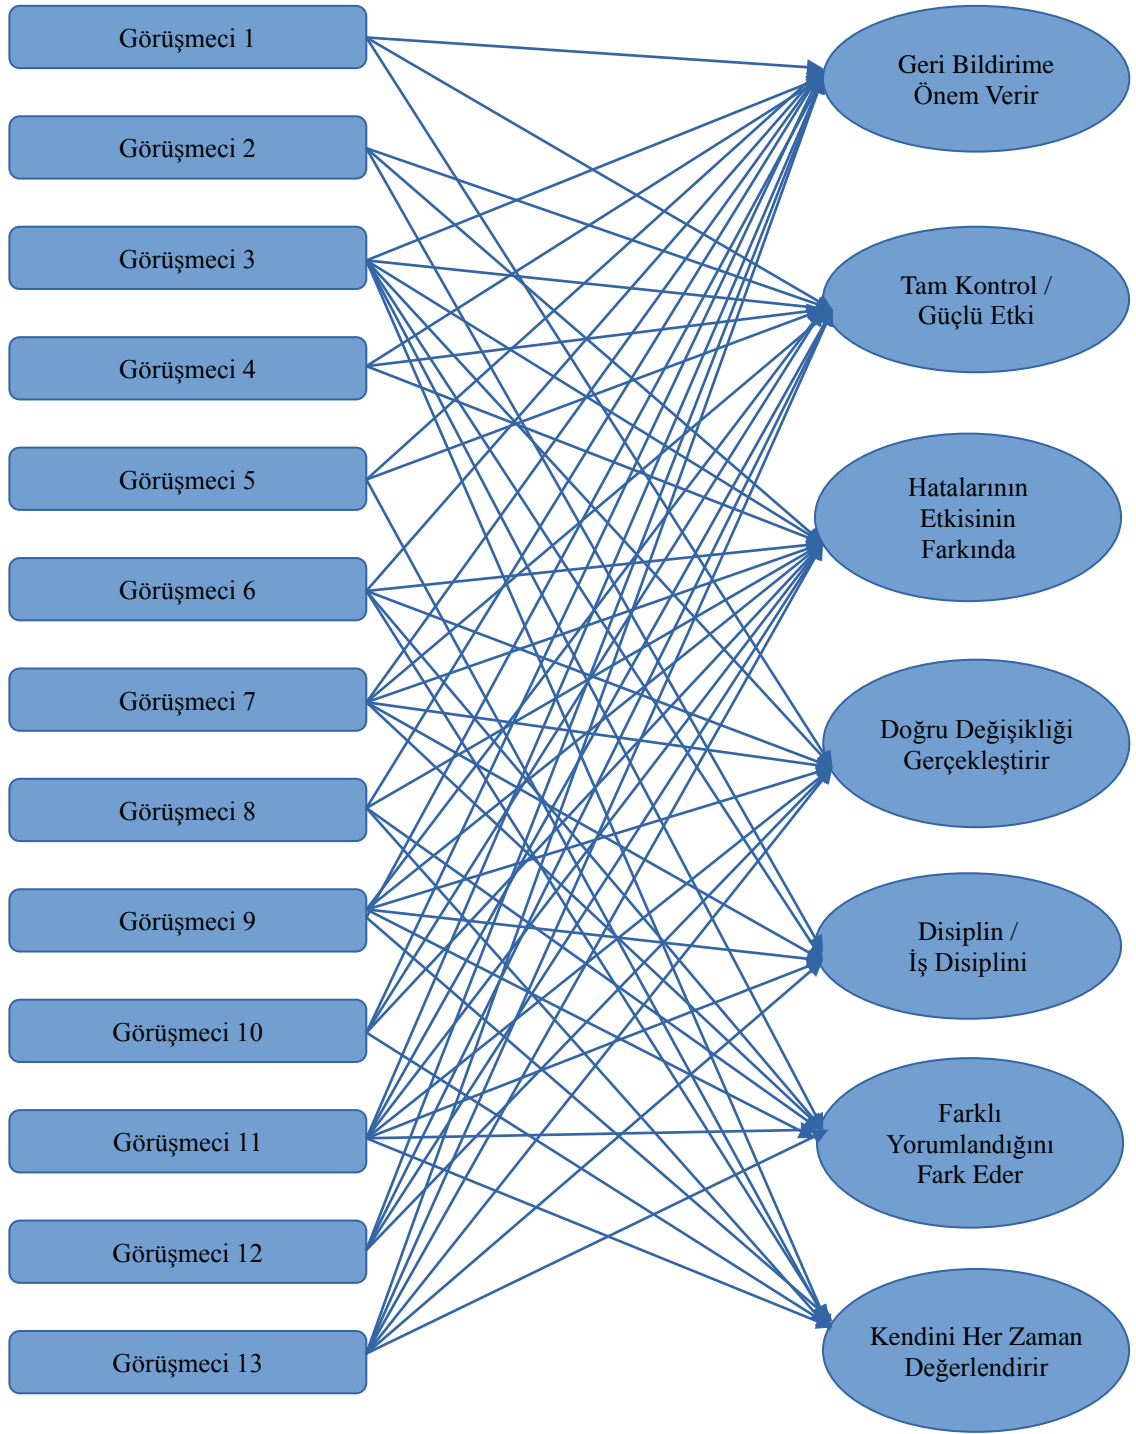 Görüşmeci 1
Görüşmeci 2
Görüşmeci 3
Görüşmeci 4
Görüşmeci 5
Görüşmeci 6
Görüşmeci 7
Görüşmeci 8
Görüşmeci 9
Görüşmeci 10
Görüşmeci 11
Görüşmeci 12
Görüşmeci 13
Geri Bildirime
Önem Verir
Tam Kontrol /
Güçlü Etki
Hatalarının
Etkisinin
Farkında
Doğru Değişikliği
Gerçekleştirir
Disiplin /
İş Disiplini
Farklı
Yorumlandığını
Fark Eder
Kendini Her Zaman
Değerlendirir